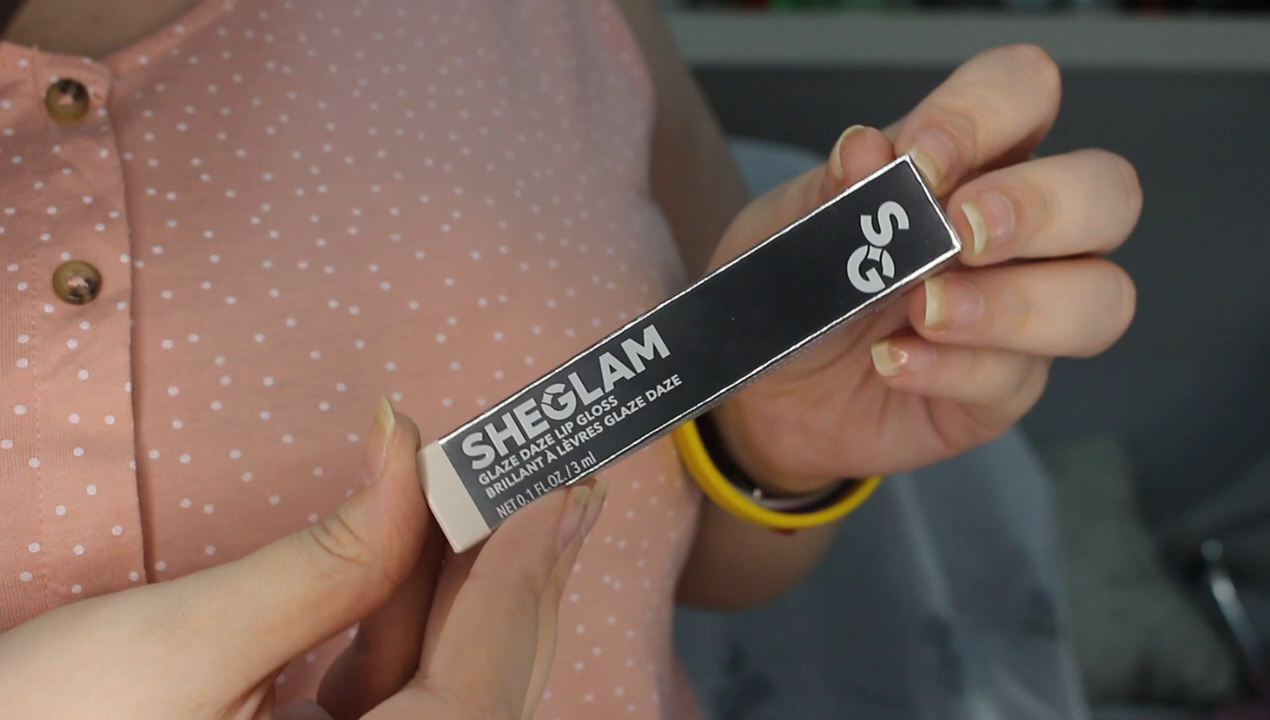 SG
SHEGLAM
GLAZE DAZE LIP GLOSS
BRILLANT À LÈVRES GLAZE DAZE
NET 0.1 FL.OZ./3 ml